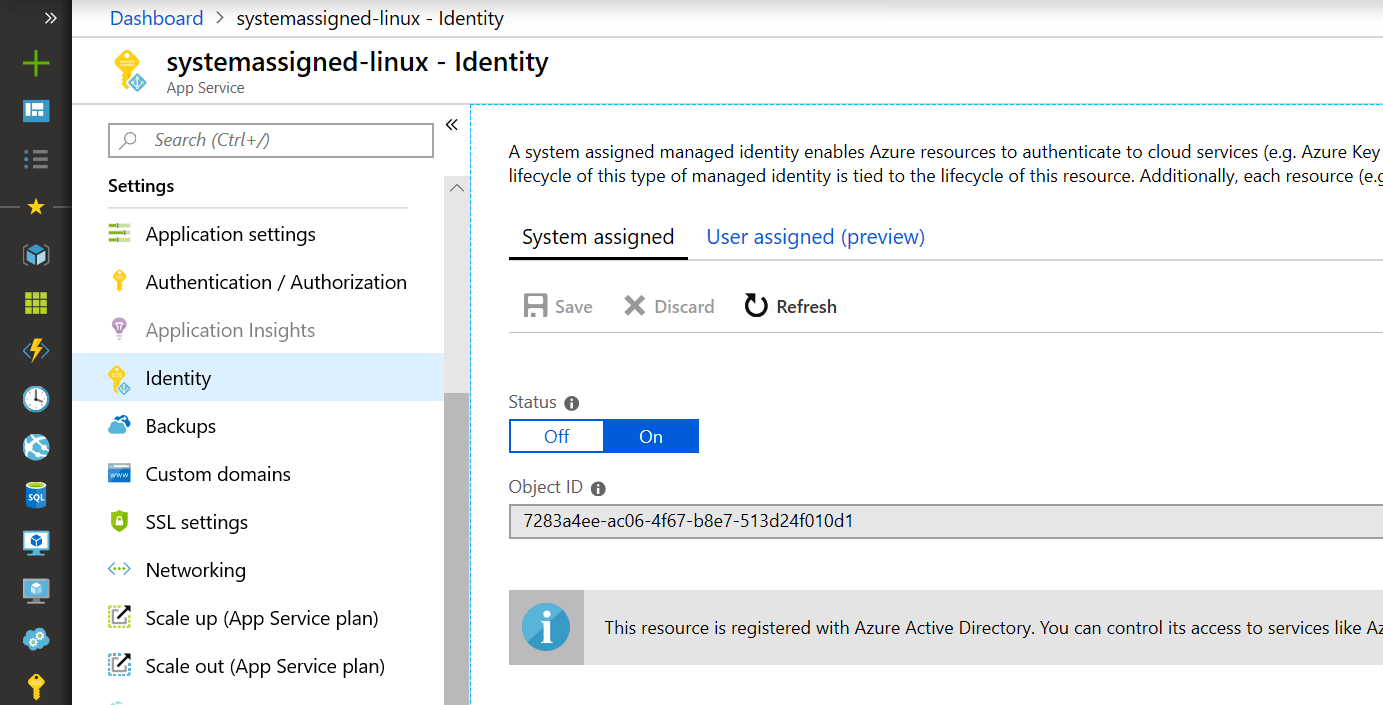 Dashboard > systemassigned-linux - Identity
systemassigned-linux - Identity
App Service
Search (Ctrl+/)
Settings
Application settings
Authentication / Authorization
Application Insights
Identity
Backups
www
Custom domains
SSL settings
Networking
Scale up (App Service plan)
Scale out (App Service plan)
SQL
A system assigned managed identity enables Azure resources to authenticate to cloud services (e.g. Azure Key
lifecycle of this type of managed identity is tied to the lifecycle of this resource. Additionally, each resource (e.g
System assigned
User assigned (preview)
Save
Discard
Refresh
Status
Off
On
Object ID
7283a4ee-ac06-4f67-b8e7-513d24f010d1
This resource is registered with Azure Active Directory. You can control its access to services like Az